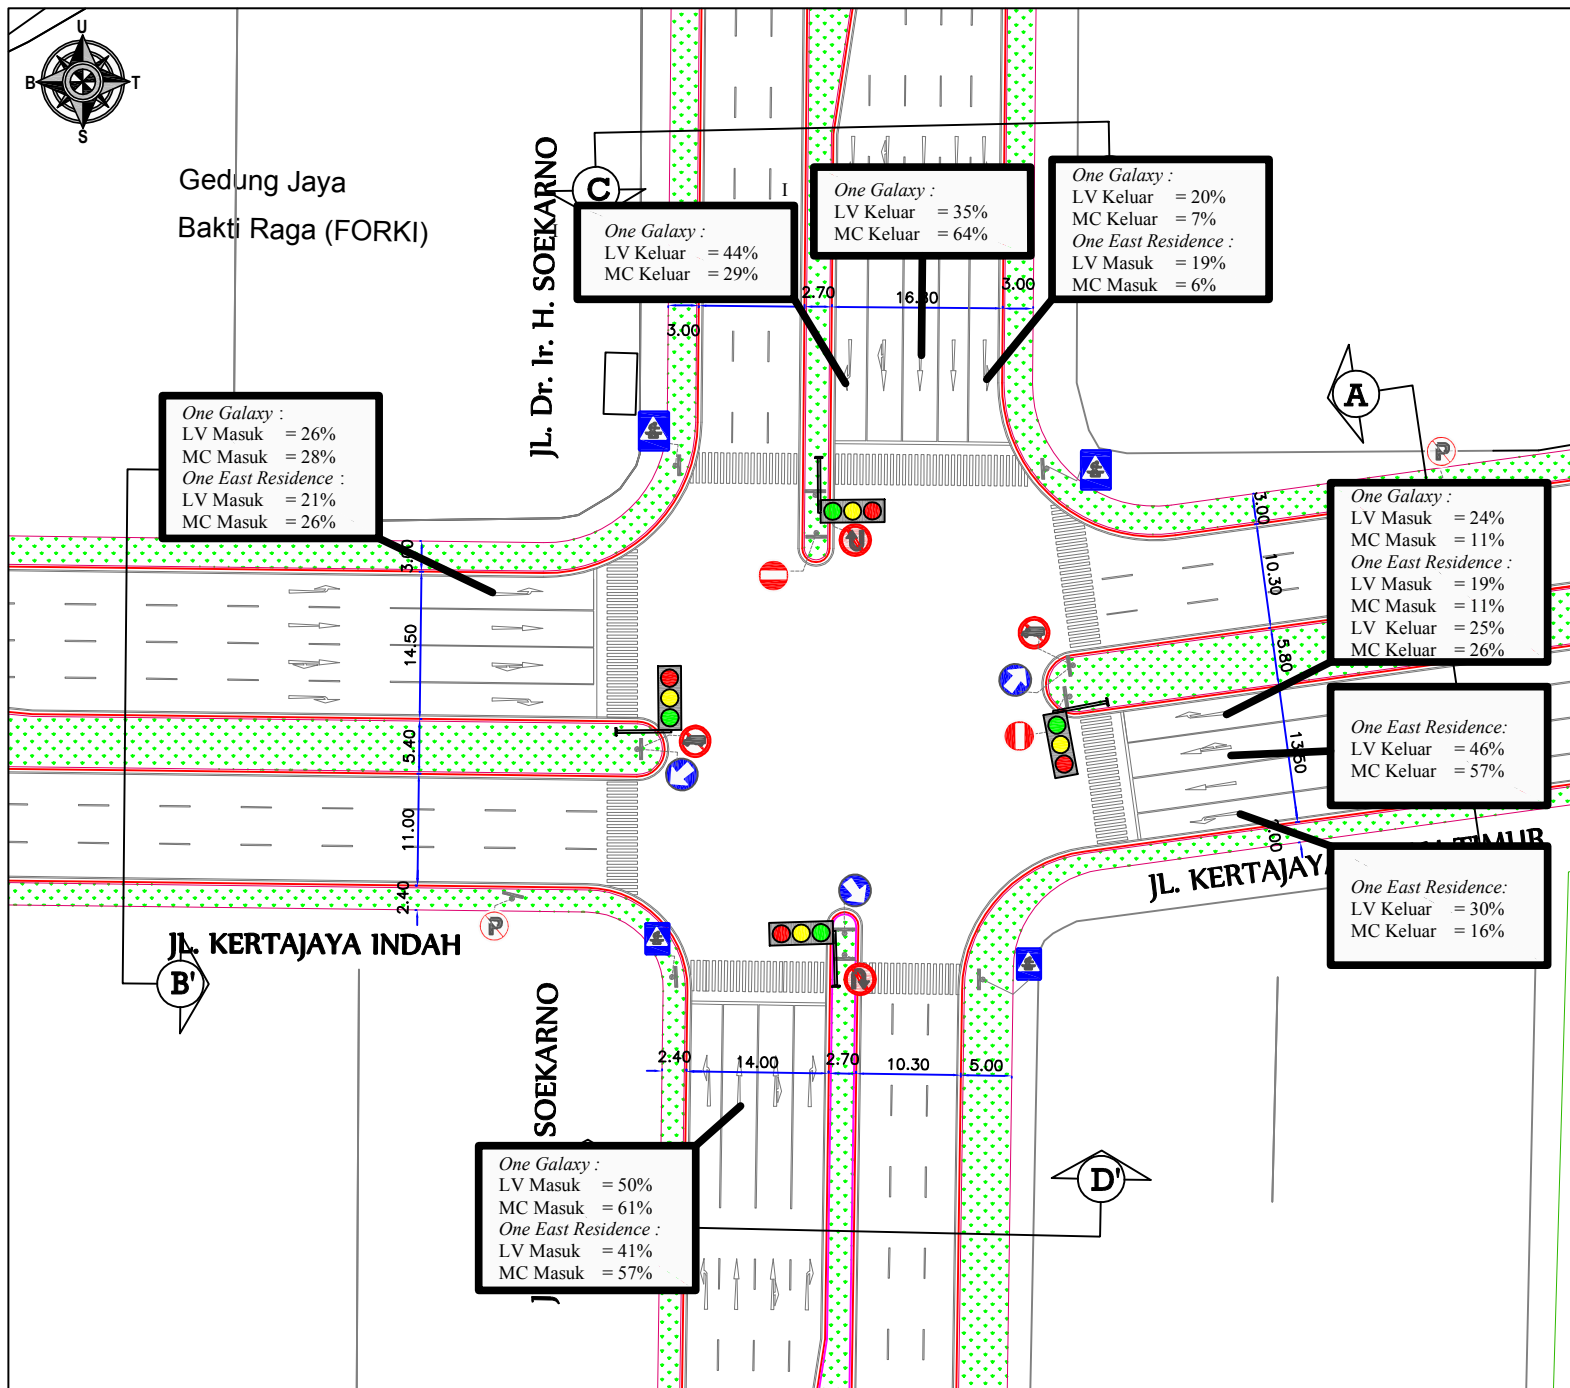 U
B
T
S
Gedung Jaya
Bakti Raga (FORKI)
JL. Dr. Ir. H. SOEKARNO
C
I
One Galaxy :
LV Keluar = 44%
MC Keluar = 29%
One Galaxy :
LV Keluar = 35%
MC Keluar = 64%
One Galaxy :
LV Keluar = 20%
MC Keluar = 7%
One East Residence :
LV Masuk = 19%
MC Masuk = 6%
3.00
2.70
16.80
3.00
A
One Galaxy :
LV Masuk = 26%
MC Masuk = 28%
One East Residence :
LV Masuk = 21%
MC Masuk = 26%
P
One Galaxy :
LV Masuk = 24%
MC Masuk = 11%
One East Residence :
LV Masuk = 19%
MC Masuk = 11%
LV Keluar = 25%
MC Keluar = 26%
3.00
10.30
5.80
13.50
3.00
14.50
5.40
11.00
2.40
One East Residence:
LV Keluar = 46%
MC Keluar = 57%
One East Residence:
LV Keluar = 30%
MC Keluar = 16%
JL. KERTAJAYA
TIMUR
P
JL. KERTAJAYA INDAH
B'
SOEKARNO
2.40
14.00
2.70
10.30
5.00
One Galaxy :
LV Masuk = 50%
MC Masuk = 61%
One East Residence :
LV Masuk = 41%
MC Masuk = 57%
D'